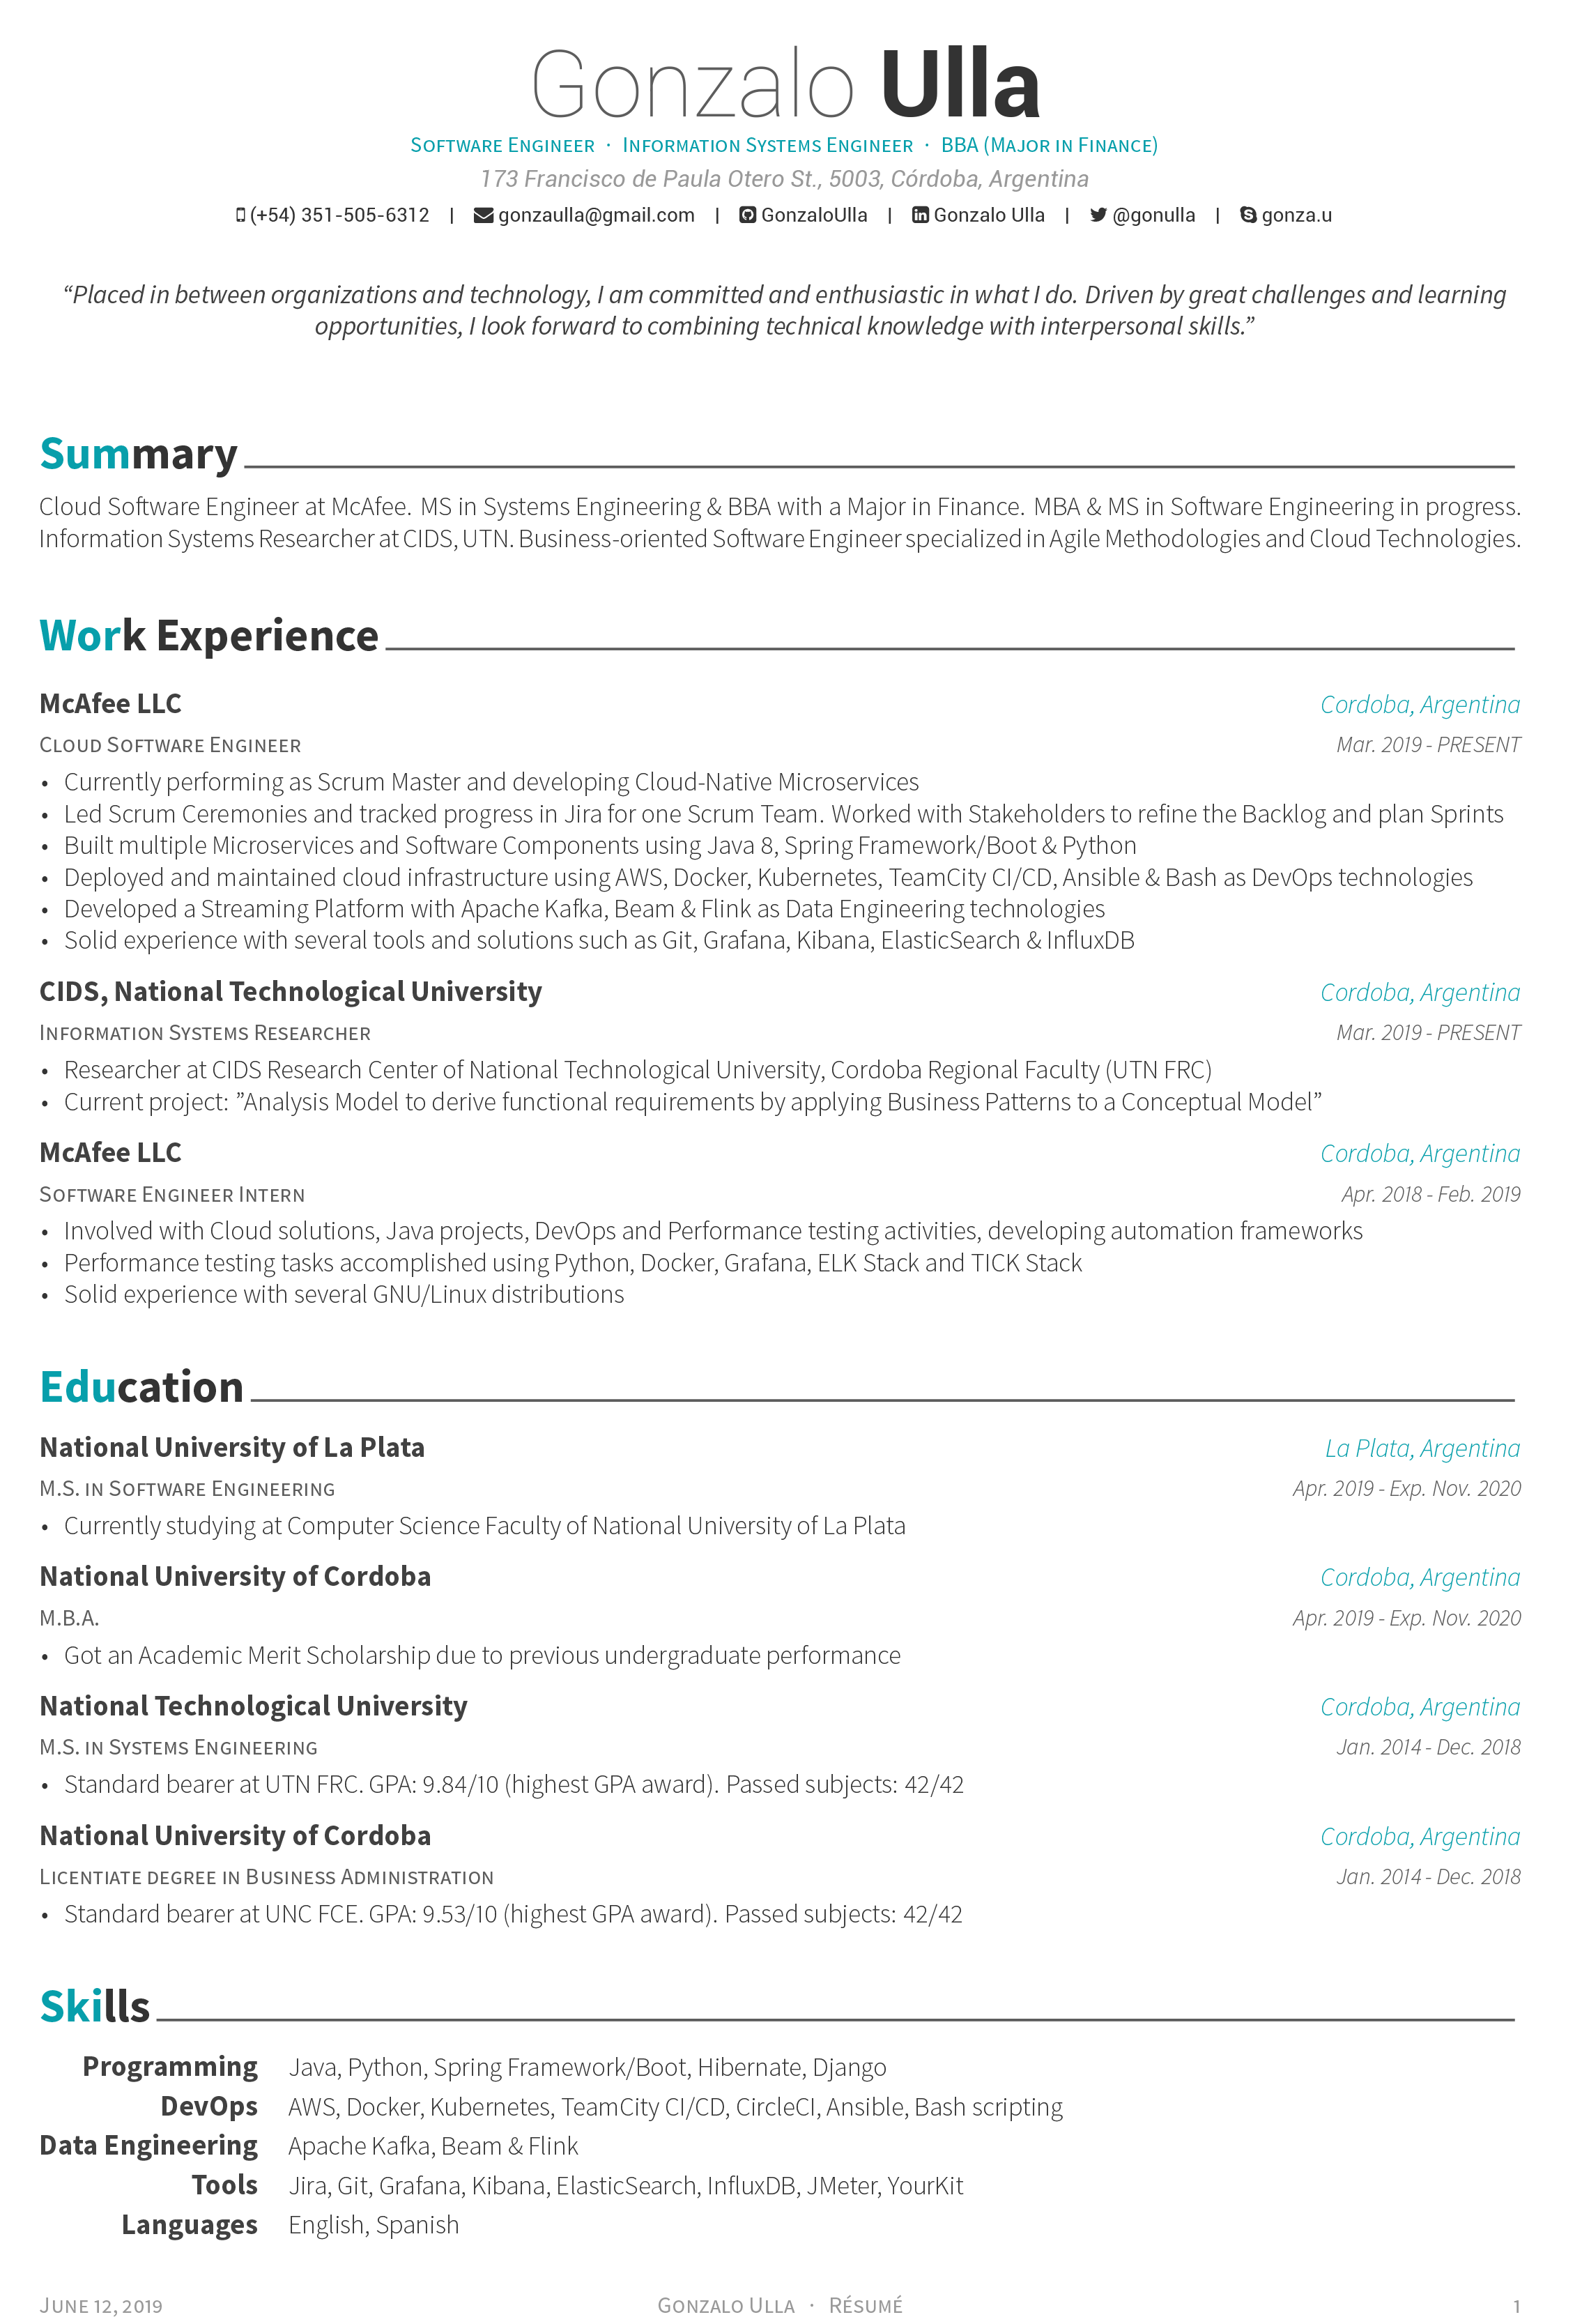 Gonzalo Ulla
Software Engineer · Information Systems Engineer · BBA (Major in Finance)
173 Francisco de Paula Otero St., 5003, Córdoba, Argentina
(+54) 351-505-6312 | gonzaulla@gmail.com | GonzaloUlla | Gonzalo Ulla | @gonulla | gonza.u
“Placed in between organizations and technology, I am committed and enthusiastic in what I do. Driven by great challenges and learning
opportunities, I look forward to combining technical knowledge with interpersonal skills.”
Summary
Cloud Software Engineer at McAfee. MS in Systems Engineering & BBA with a Major in Finance. MBA & MS in Software Engineering in progress.
Information Systems Researcher at CIDS, UTN. Business-oriented Software Engineer specialized in Agile Methodologies and Cloud Technologies.
Work Experience
McAfee LLC Cordoba, Argentina
Cloud Software Engineer Mar. 2019 - PRESENT
• Currently performing as Scrum Master and developing Cloud-Native Microservices
• Led Scrum Ceremonies and tracked progress in Jira for one Scrum Team. Worked with Stakeholders to refine the Backlog and plan Sprints
• Built multiple Microservices and Software Components using Java 8, Spring Framework/Boot & Python
• Deployed and maintained cloud infrastructure using AWS, Docker, Kubernetes, TeamCity CI/CD, Ansible & Bash as DevOps technologies
• Developed a Streaming Platform with Apache Kafka, Beam & Flink as Data Engineering technologies
• Solid experience with several tools and solutions such as Git, Grafana, Kibana, ElasticSearch & InfluxDB
CIDS, National Technological University Cordoba, Argentina
Information Systems Researcher Mar. 2019 - PRESENT
• Researcher at CIDS Research Center of National Technological University, Cordoba Regional Faculty (UTN FRC)
• Current project: ”Analysis Model to derive functional requirements by applying Business Patterns to a Conceptual Model”
McAfee LLC Cordoba, Argentina
Software Engineer Intern Apr. 2018 - Feb. 2019
• Involved with Cloud solutions, Java projects, DevOps and Performance testing activities, developing automation frameworks
• Performance testing tasks accomplished using Python, Docker, Grafana, ELK Stack and TICK Stack
• Solid experience with several GNU/Linux distributions
Education
National University of La Plata La Plata, Argentina
M.S. in Software Engineering Apr. 2019 - Exp. Nov. 2020
• Currently studying at Computer Science Faculty of National University of La Plata
National University of Cordoba Cordoba, Argentina
M.B.A. Apr. 2019 - Exp. Nov. 2020
• Got an Academic Merit Scholarship due to previous undergraduate performance
National Technological University Cordoba, Argentina
M.S. in Systems Engineering Jan. 2014 - Dec. 2018
• Standard bearer at UTN FRC. GPA: 9.84/10 (highest GPA award). Passed subjects: 42/42
National University of Cordoba Cordoba, Argentina
Licentiate degree in Business Administration Jan. 2014 - Dec. 2018
• Standard bearer at UNC FCE. GPA: 9.53/10 (highest GPA award). Passed subjects: 42/42
Skills
Programming Java, Python, Spring Framework/Boot, Hibernate, Django
DevOps AWS, Docker, Kubernetes, TeamCity CI/CD, CircleCI, Ansible, Bash scripting
Data Engineering Apache Kafka, Beam & Flink
Tools Jira, Git, Grafana, Kibana, ElasticSearch, InfluxDB, JMeter, YourKit
Languages English, Spanish
June 12, 2019 Gonzalo Ulla · Résumé 1